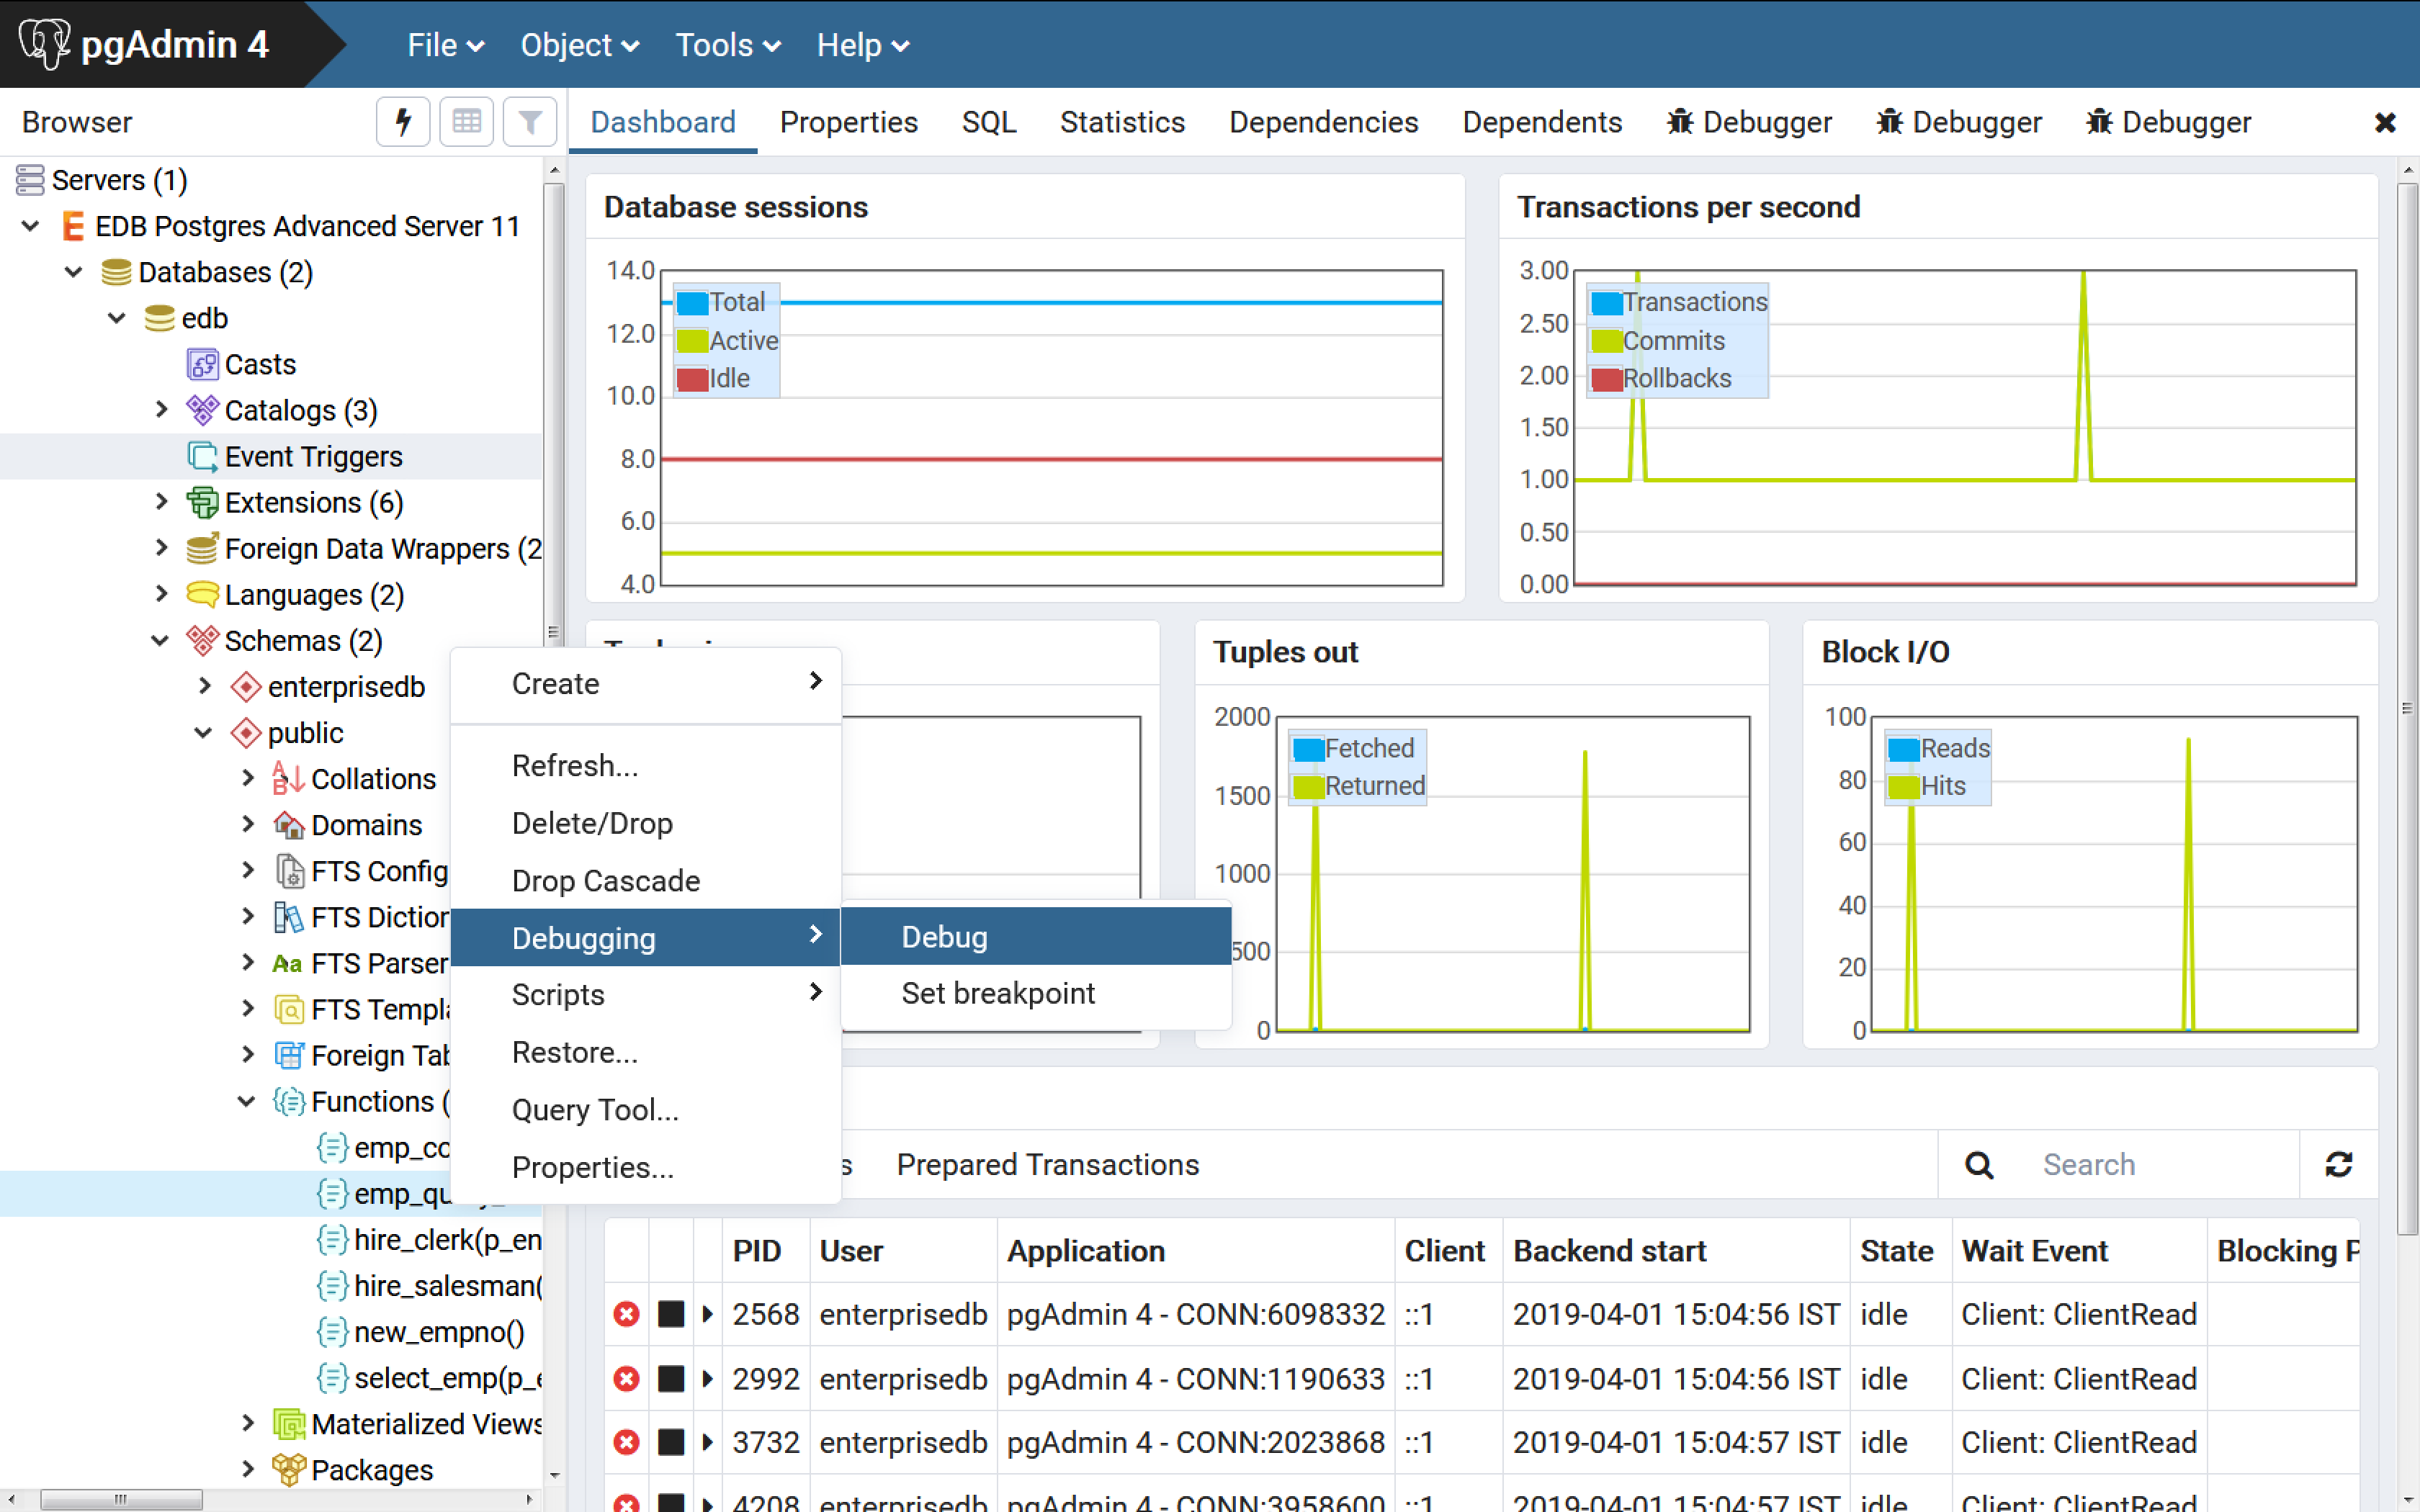 pgAdmin 4 File Object Tools Help
Browser
Dashboard Properties SQL Statistics Dependencies Dependents Debugger Debugger Debugger
Servers (1)
EDB Postgres Advanced Server 11
Databases (2)
edb
Casts
Catalogs (3)
Event Triggers
Extensions (6)
Foreign Data Wrappers (2
Languages (2)
Schemas (2)
enterprisedb
public
Collations
Domains
FTS Config
FTS Diction
FTS Parser
FTS Templa
Foreign Tab
Functions (
emp_co
hire_clerk(p_en
hire_salesman(
new_empno()
select_emp(p_e
Materialized Views
Packages
Create
Refresh...
Delete/Drop
Drop Cascade
Debugging
Scripts
Restore...
Query Tool...
Properties...
Debug
Set breakpoint
Database sessions
14.0
12.0
10.0
8.0
6.0
4.0
Total
Active
Idle
Transactions per second
3.00
2.50
2.00
1.50
1.00
0.50
0.00
Transactions
Commits
Rollbacks
Tuples out
2000
1500
1000
500
0
Fetched
Returned
Block I/O
100
80
60
40
20
0
Reads
Hits
s Prepared Transactions Search
PID User Application Client Backend start State Wait Event Blocking P
2568 enterprisedb pgAdmin 4 - CONN:6098332 ::1 2019-04-01 15:04:56 IST idle Client: ClientRead
2992 enterprisedb pgAdmin 4 - CONN:1190633 ::1 2019-04-01 15:04:56 IST idle Client: ClientRead
3732 enterprisedb pgAdmin 4 - CONN:2023868 ::1 2019-04-01 15:04:57 IST idle Client: ClientRead
4208 enterprisedb pgAdmin 4 - CONN:3958600 ::1 2019-04-01 15:04:57 IST idle Client: ClientRead